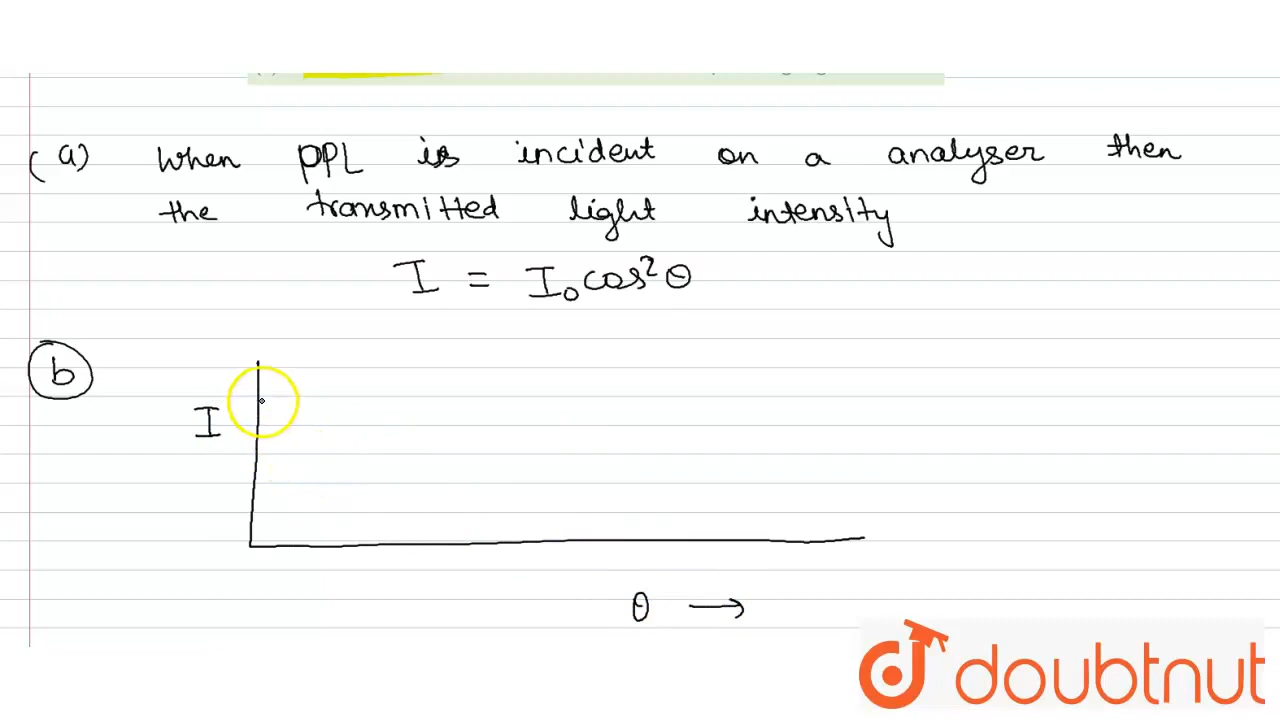 (a) when PPL is incident on a analyser then
the transmitted light intensity
I = I₀cos²θ
b
I
θ →
doubtnut